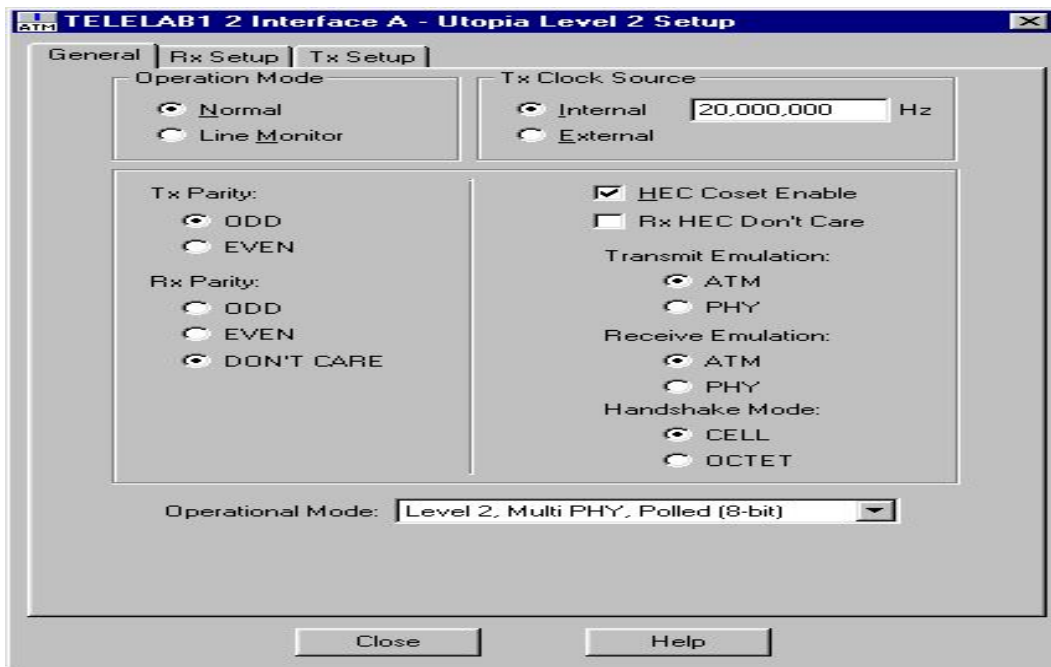 ATM TELELAB1 2 Interface A - Utopia Level 2 Setup
General Rx Setup Tx Setup
Operation Mode
Normal
Line Monitor
Tx Clock Source
Internal 20,000,000 Hz
External
Tx Parity:
ODD
EVEN
Rx Parity:
ODD
EVEN
DON'T CARE
HEC Coset Enable
Rx HEC Don't Care
Transmit Emulation:
ATM
PHY
Receive Emulation:
ATM
PHY
Handshake Mode:
CELL
OCTET
Operational Mode: Level 2, Multi PHY, Polled (8-bit)
Close Help